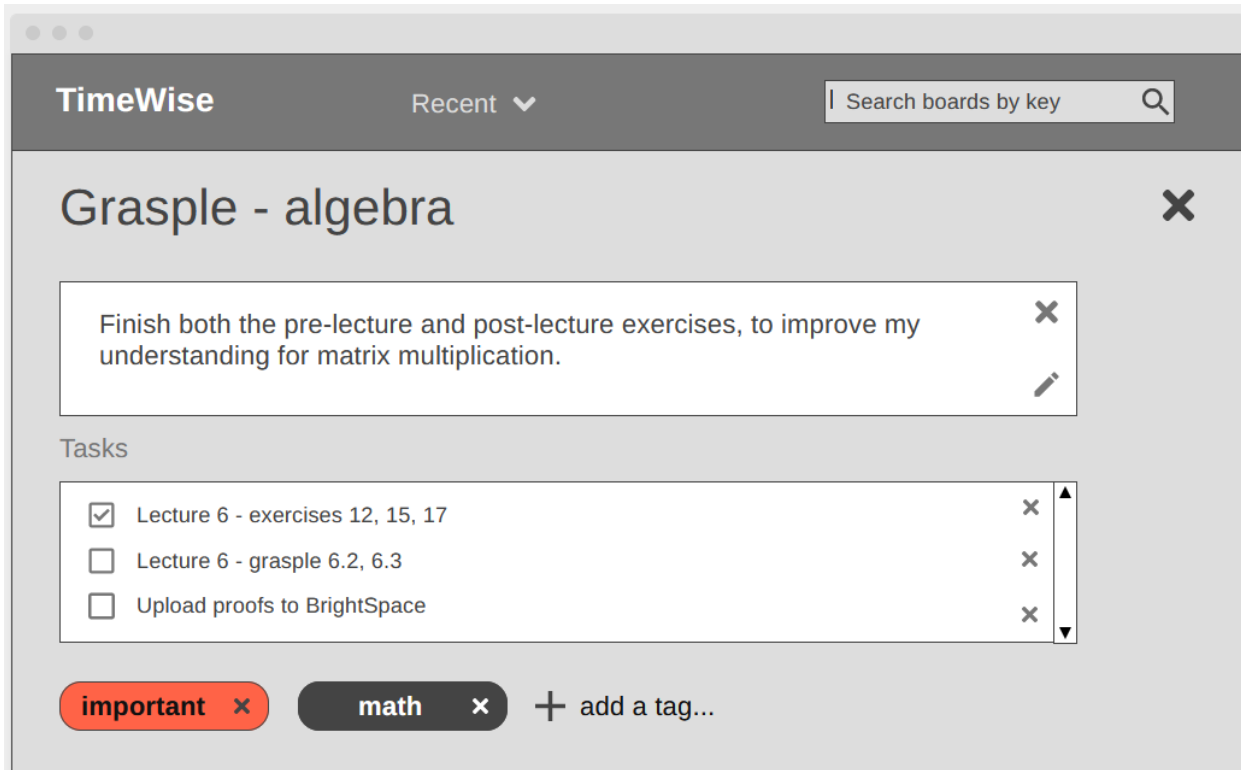 TimeWise
Recent
Search boards by key
Grasple - algebra
Finish both the pre-lecture and post-lecture exercises, to improve my
understanding for matrix multiplication.
Tasks
Lecture 6 - exercises 12, 15, 17
Lecture 6 - grasple 6.2, 6.3
Upload proofs to BrightSpace
important
math
add a tag...